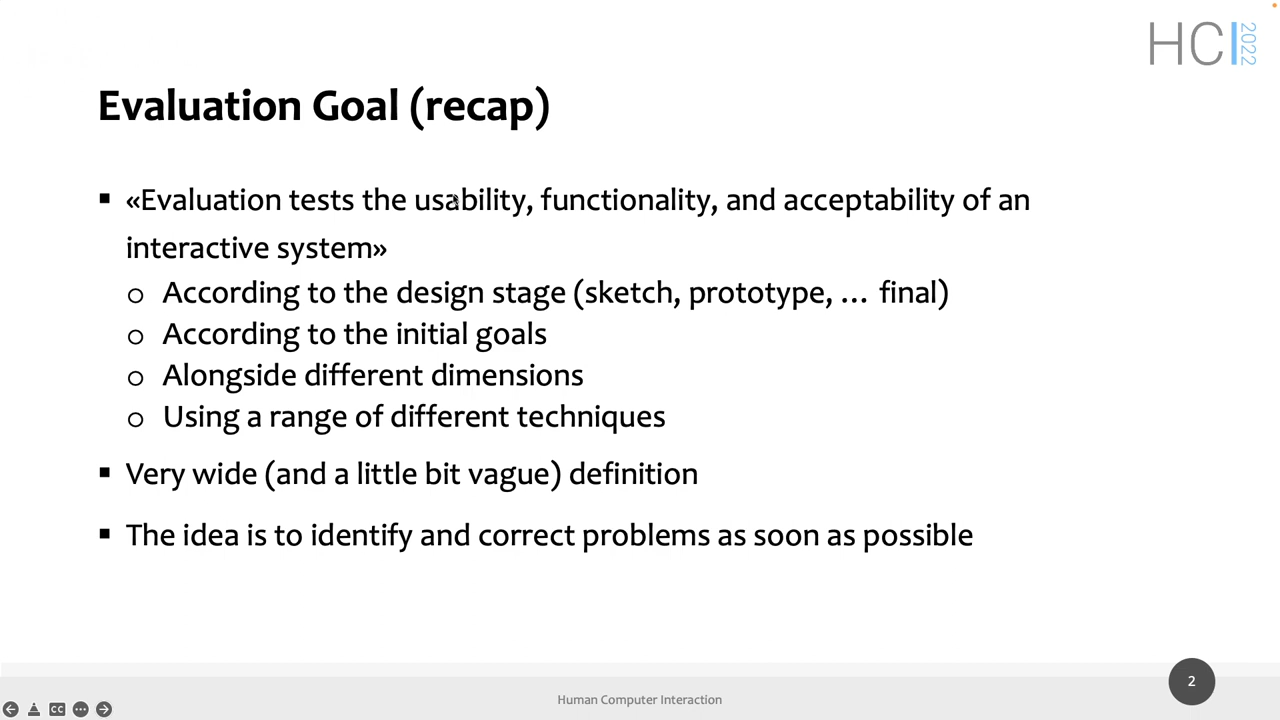 HCI 2022
Evaluation Goal (recap)
▪ «Evaluation tests the usability, functionality, and acceptability of an
interactive system»
o According to the design stage (sketch, prototype, … final)
o According to the initial goals
o Alongside different dimensions
o Using a range of different techniques
▪ Very wide (and a little bit vague) definition
▪ The idea is to identify and correct problems as soon as possible
2
Human Computer Interaction
CC